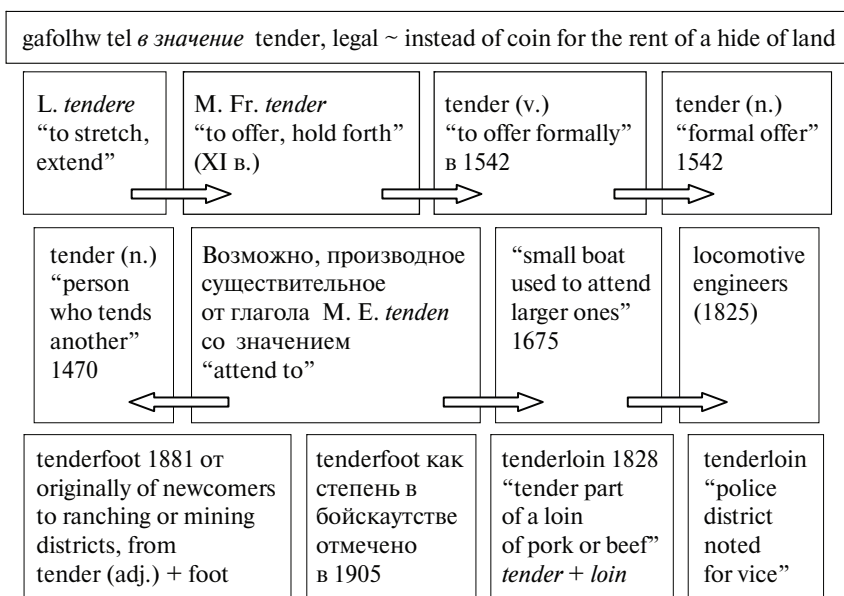 gafolhw tel в значение tender, legal ~ instead of coin for the rent of a hide of land
L. tendere
“to stretch,
extend”
M. Fr. tender
“to offer, hold forth”
(XI в.)
tender (v.)
“to offer formally”
в 1542
tender (n.)
“formal offer”
1542
tender (n.)
“person
who tends
another”
1470
Возможно, производное
существительное
от глагола M. E. tenden
со значением
“attend to”
“small boat
used to attend
larger ones”
1675
locomotive
engineers
(1825)
tenderfoot 1881 от
originally of newcomers
to ranching or mining
districts, from
tender (adj.) + foot
tenderfoot как
степень в
бойскаутстве
отмечено
в 1905
tenderloin 1828
“tender part
of a loin
of pork or beef”
tender + loin
tenderloin
“police
district
noted
for vice”